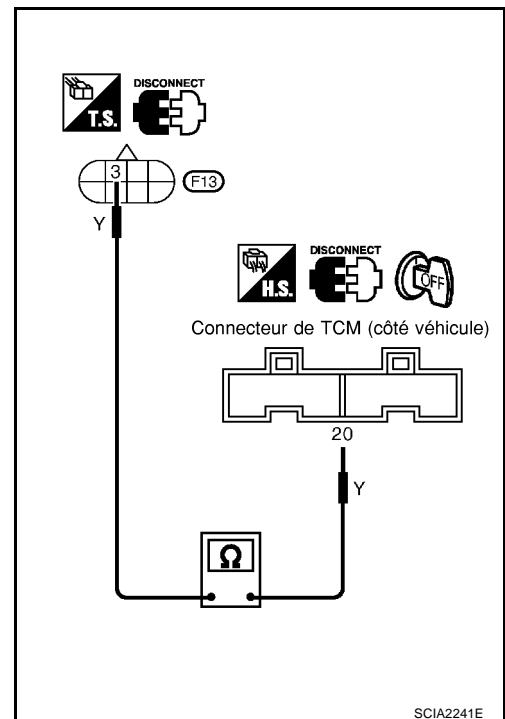 DISCONNECT
T.S.
3
F13
Y
DISCONNECT
H.S.
OFF
Connecteur de TCM (côté véhicule)
20
Y
Ω
SCIA2241E